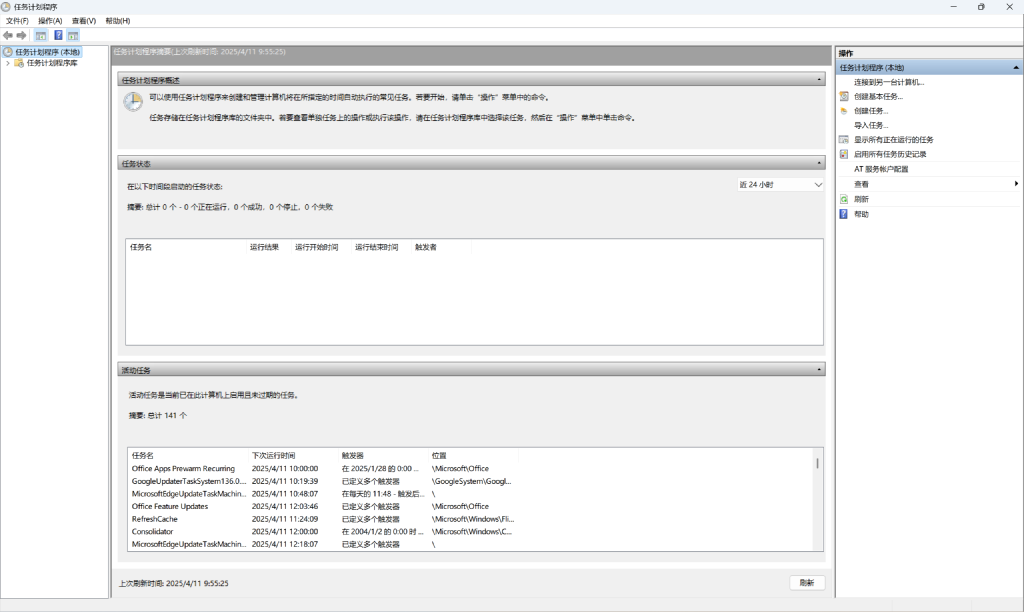 任务计划程序
文件(F) 操作(A) 查看(V) 帮助(H)
任务计划程序 (本地)
任务计划程序库
任务计划程序摘要(上次刷新时间: 2025/4/11 9:55:25)
任务计划程序概述
可以使用任务计划程序来创建和管理计算机将在所指定的时间自动执行的常见任务。若要开始，请单击“操作”菜单中的命令。
任务存储在任务计划程序库的文件夹中。若要查看单独任务上的操作或执行该操作，请在任务计划程序库中选择该任务，然后在“操作”菜单中单击命令。
任务状态
在以下时间段启动的任务状态:
近 24 小时
摘要: 总计 0 个 - 0 个正在运行，0 个成功，0 个停止，0 个失败
任务名 运行结果 运行开始时间 运行结束时间 触发者
活动任务
活动任务是当前已在此计算机上启用且未过期的任务。
摘要: 总计 141 个
任务名 下次运行时间 触发器 位置
Office Apps Prewarm Recurring 2025/4/11 10:00:00 在 2025/1/28 的 0:00 ... \Microsoft\Office
GoogleUpdaterTaskSystem136.0.... 2025/4/11 10:19:39 已定义多个触发器 \GoogleSystem\Googl...
MicrosoftEdgeUpdateTaskMachin... 2025/4/11 10:48:07 在每天的 11:48 - 触发后... \
Office Feature Updates 2025/4/11 12:03:46 已定义多个触发器 \Microsoft\Office
RefreshCache 2025/4/11 11:24:09 已定义多个触发器 \Microsoft\Windows\Fli...
Consolidator 2025/4/11 12:00:00 在 2004/1/2 的 0:00 时 ... \Microsoft\Windows\C...
MicrosoftEdgeUpdateTaskMachin... 2025/4/11 12:18:07 已定义多个触发器 \
上次刷新时间: 2025/4/11 9:55:25
刷新
操作
任务计划程序 (本地)
连接到另一台计算机...
创建基本任务...
创建任务...
导入任务...
显示所有正在运行的任务
启用所有任务历史记录
AT 服务帐户配置
查看
刷新
帮助